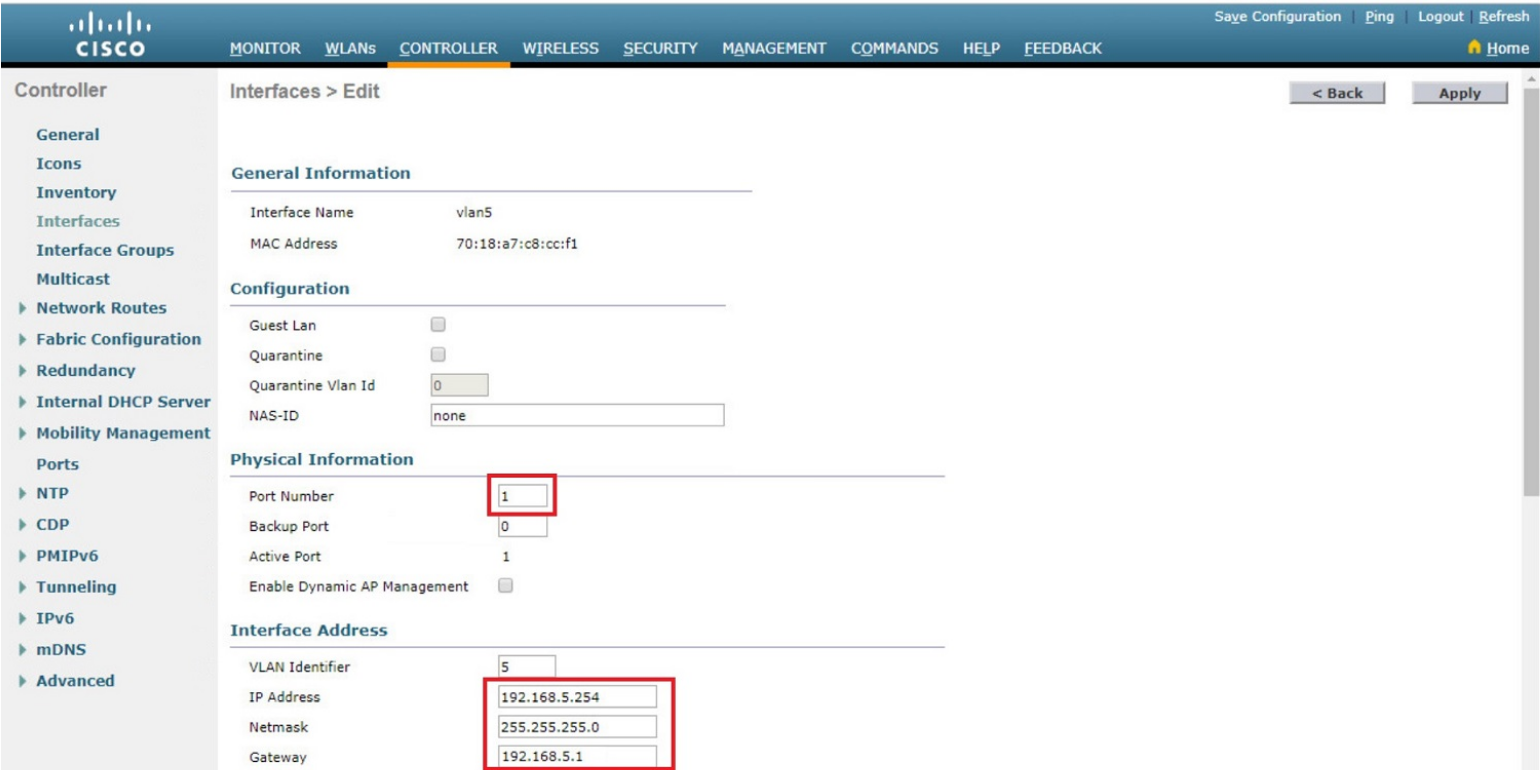 Save Configuration | Ping | Logout | Refresh
CISCO
MONITOR WLANs CONTROLLER WIRELESS SECURITY MANAGEMENT COMMANDS HELP FEEDBACK
Home
Controller
General
Icons
Inventory
Interfaces
Interface Groups
Multicast
Network Routes
Fabric Configuration
Redundancy
Internal DHCP Server
Mobility Management
Ports
NTP
CDP
PMIPv6
Tunneling
IPv6
mDNS
Advanced
Interfaces > Edit
< Back Apply
General Information
Interface Name vlan5
MAC Address 70:18:a7:c8:cc:f1
Configuration
Guest Lan
Quarantine
Quarantine Vlan Id 0
NAS-ID none
Physical Information
Port Number 1
Backup Port 0
Active Port 1
Enable Dynamic AP Management
Interface Address
VLAN Identifier 5
IP Address 192.168.5.254
Netmask 255.255.255.0
Gateway 192.168.5.1